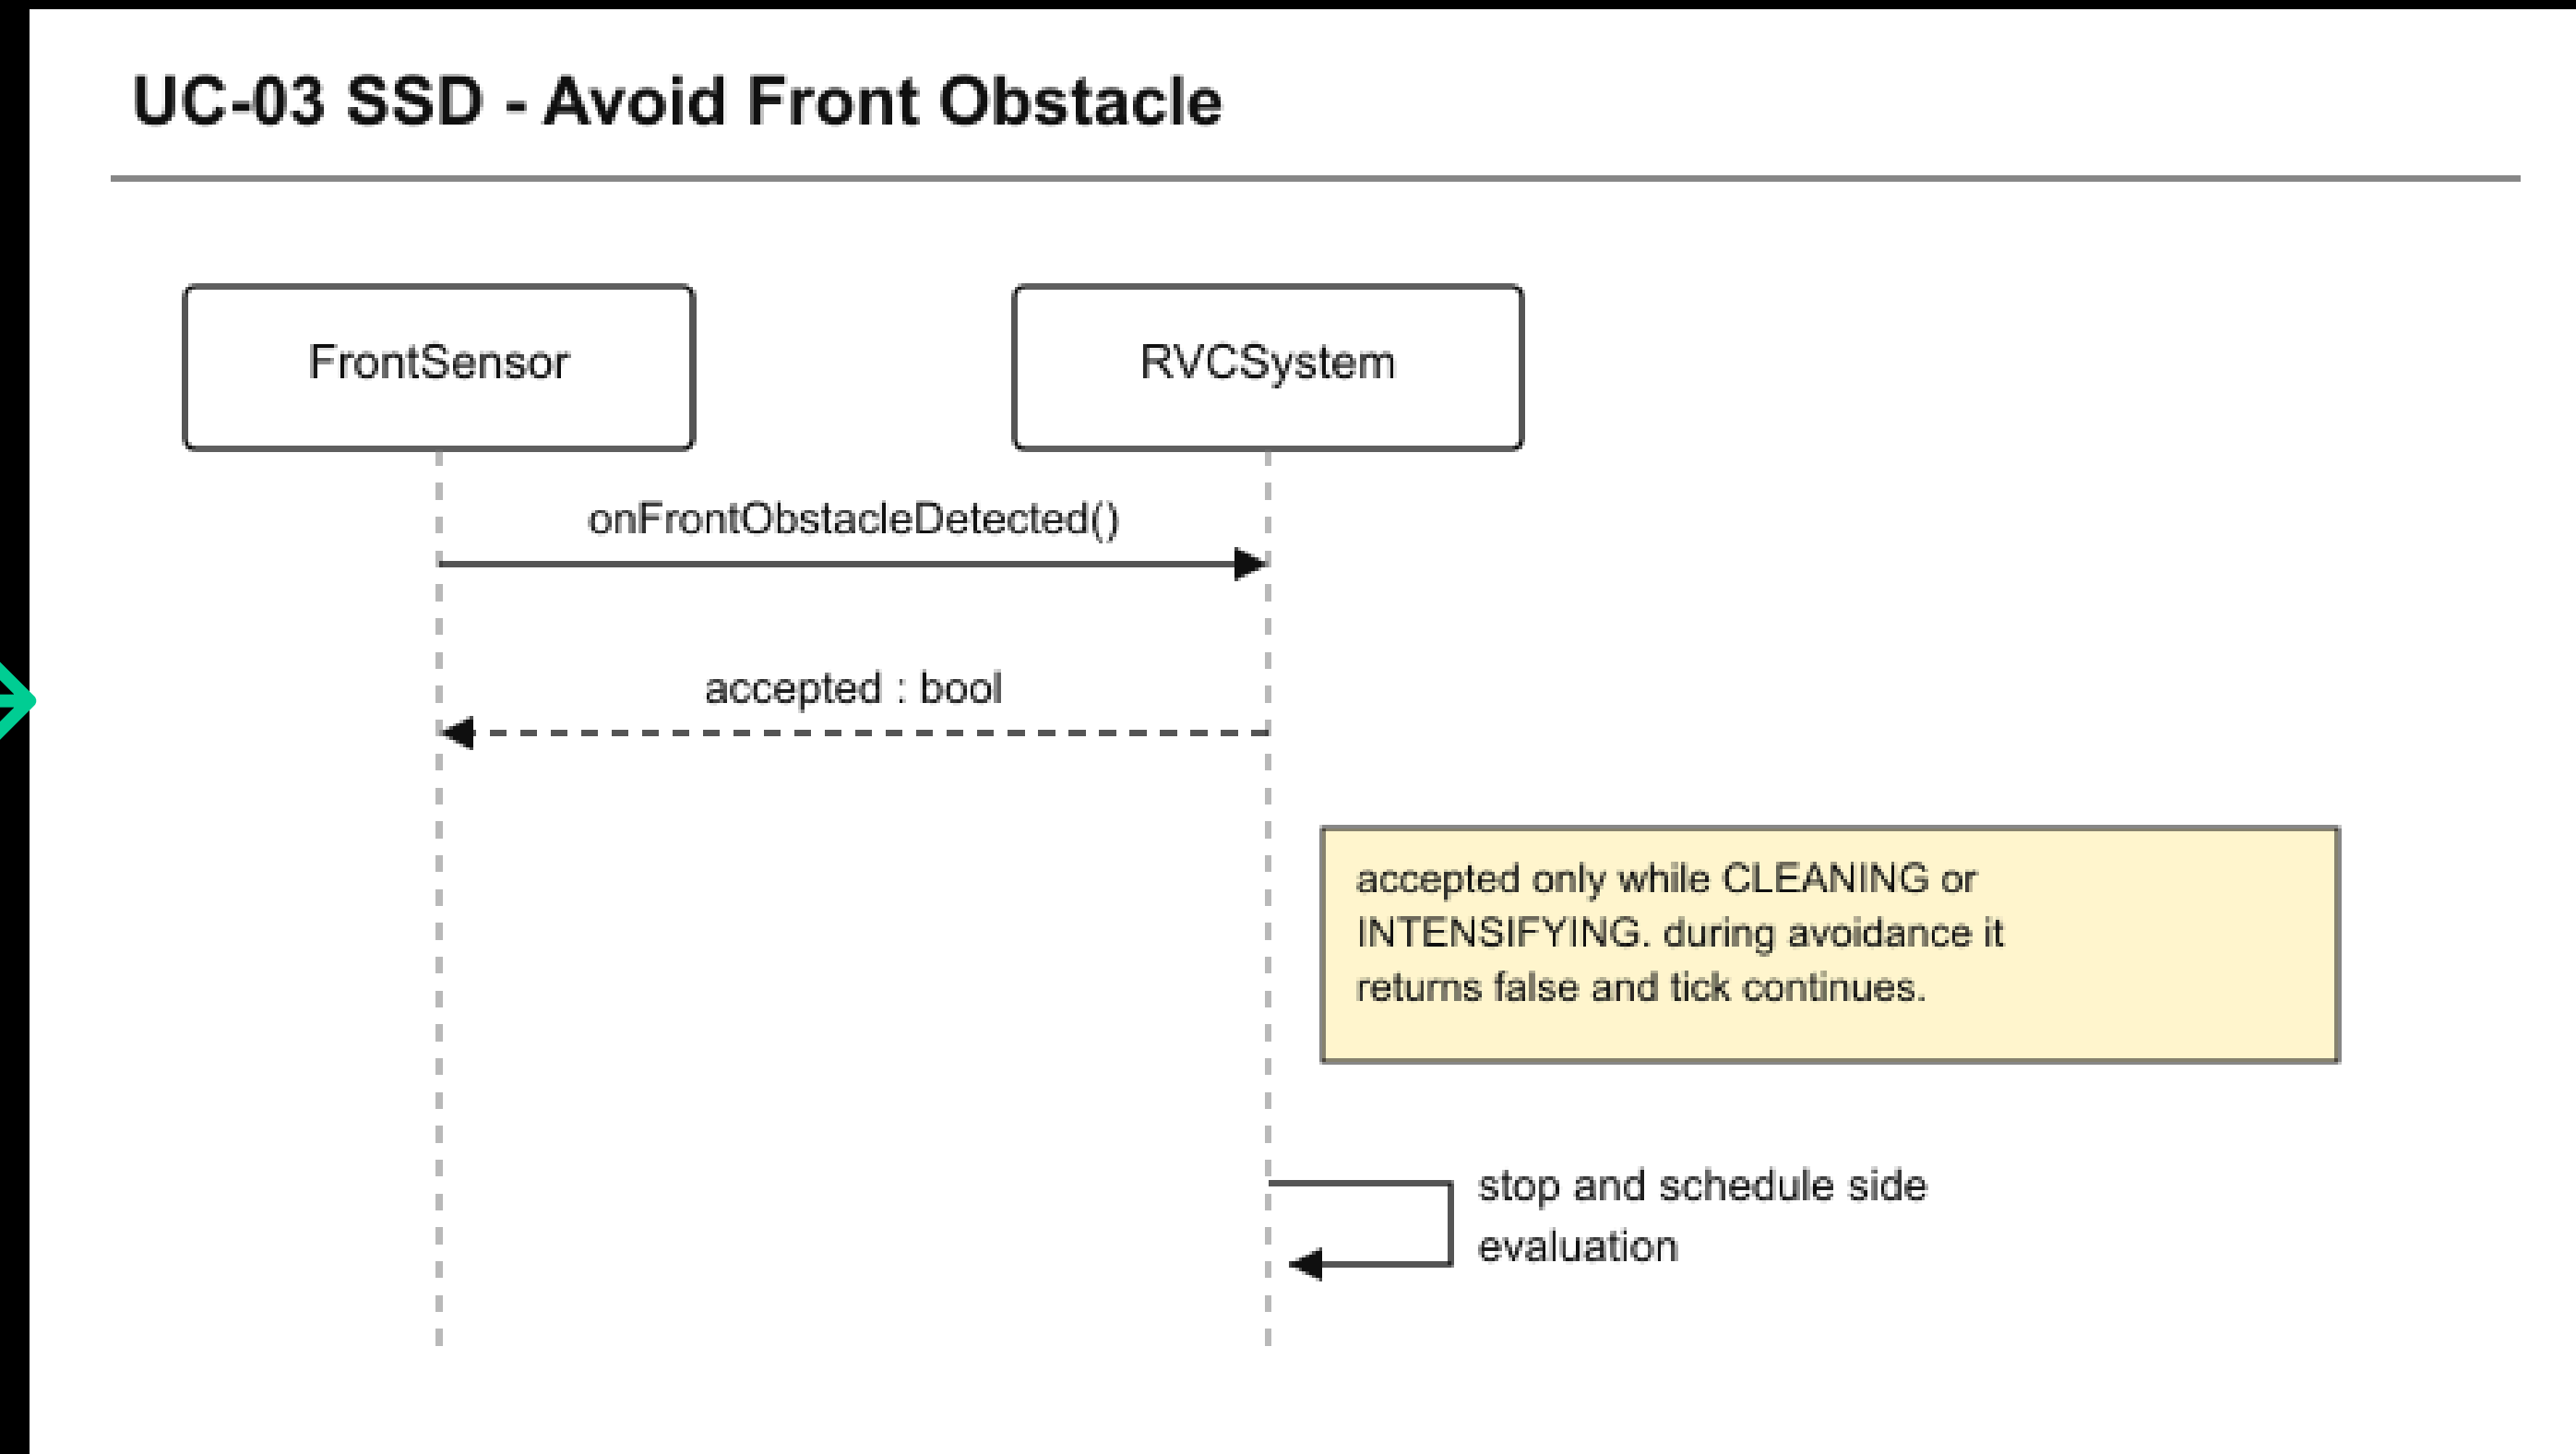 UC-03 SSD - Avoid Front Obstacle
FrontSensor
RVCSystem
onFrontObstacleDetected()
accepted : bool
accepted only while CLEANING or
INTENSIFYING. during avoidance it
returns false and tick continues.
stop and schedule side
evaluation